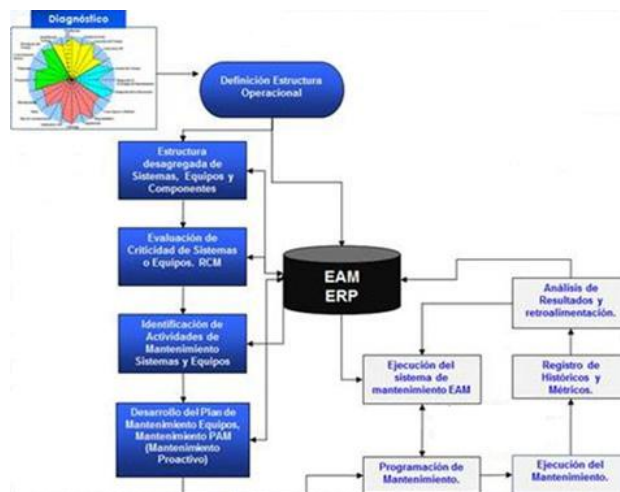 Diagnóstico
Definición Estructura
Operacional
Estructura
desagregada de
Sistemas, Equipos y
Componentes
Evaluación de
Criticidad de Sistemas
o Equipos. RCM
EAM
ERP
Análisis de
Resultados y
retroalimentación.
Identificación de
Actividades de
Mantenimiento
Sistemas y Equipos
Ejecución del
sistema de
mantenimiento EAM
Registro de
Históricos y
Métricos.
Desarrollo del Plan de
Mantenimiento Equipos,
Mantenimiento PAM
(Mantenimiento
Proactivo)
Programación de
Mantenimiento.
Ejecución del
Mantenimiento.